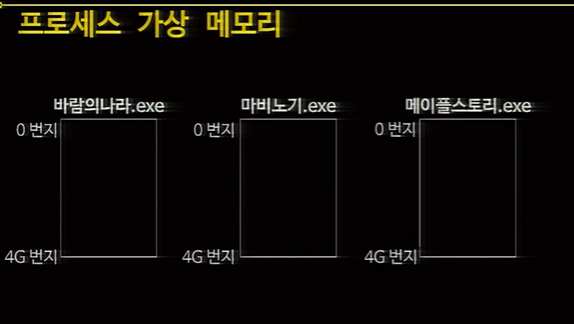 프로세스 가상 메모리
바람의나라.exe 마비노기.exe 메이플스토리.exe
0 번지 0 번지 0 번지
4G 번지 4G 번지 4G 번지